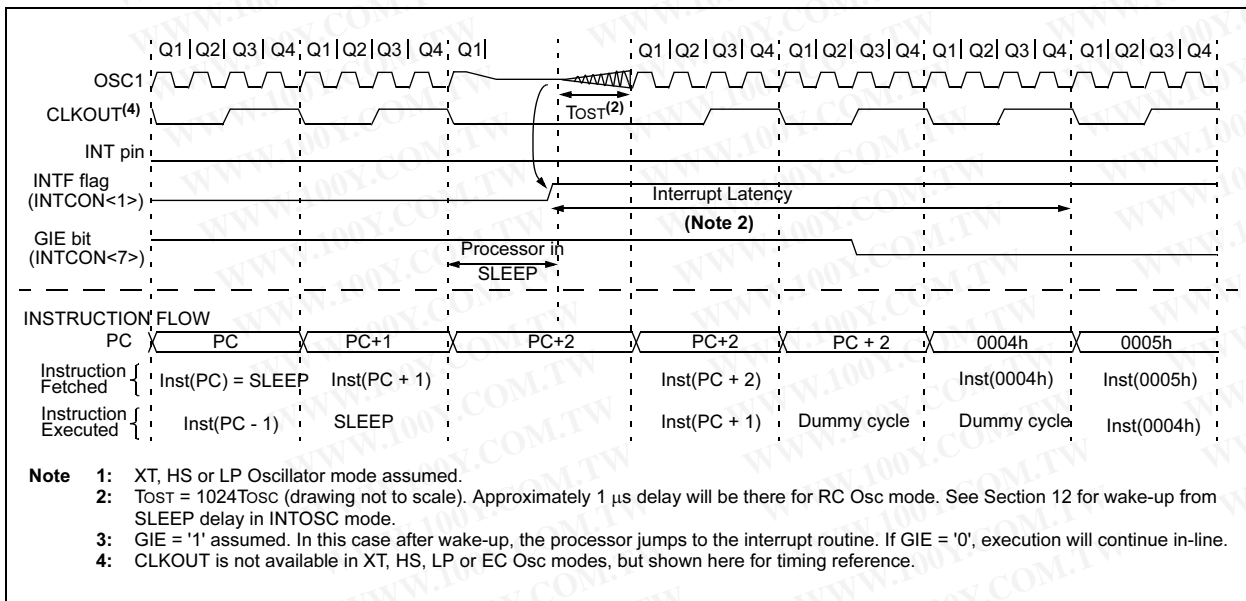 Q1 Q2 Q3 Q4 Q1 Q2 Q3 Q4 Q1 Q1 Q2 Q3 Q4 Q1 Q2 Q3 Q4 Q1 Q2 Q3 Q4 Q1 Q2 Q3 Q4
OSC1
CLKOUT(4)
TOST(2)
INT pin
INTF flag
(INTCON<1>)
Interrupt Latency
(Note 2)
GIE bit
(INTCON<7>)
Processor in
SLEEP
INSTRUCTION FLOW
PC PC PC+1 PC+2 PC+2 PC + 2 0004h 0005h
Instruction
Fetched { Inst(PC) = SLEEP Inst(PC + 1) Inst(PC + 2) Inst(0004h) Inst(0005h)
Instruction
Executed { Inst(PC - 1) SLEEP Inst(PC + 1) Dummy cycle Dummy cycle Inst(0004h)
Note 1: XT, HS or LP Oscillator mode assumed.
2: TOST = 1024TOSC (drawing not to scale). Approximately 1 µs delay will be there for RC Osc mode. See Section 12 for wake-up from
SLEEP delay in INTOSC mode.
3: GIE = '1' assumed. In this case after wake-up, the processor jumps to the interrupt routine. If GIE = '0', execution will continue in-line.
4: CLKOUT is not available in XT, HS, LP or EC Osc modes, but shown here for timing reference.
WWW.100Y.COM.TW